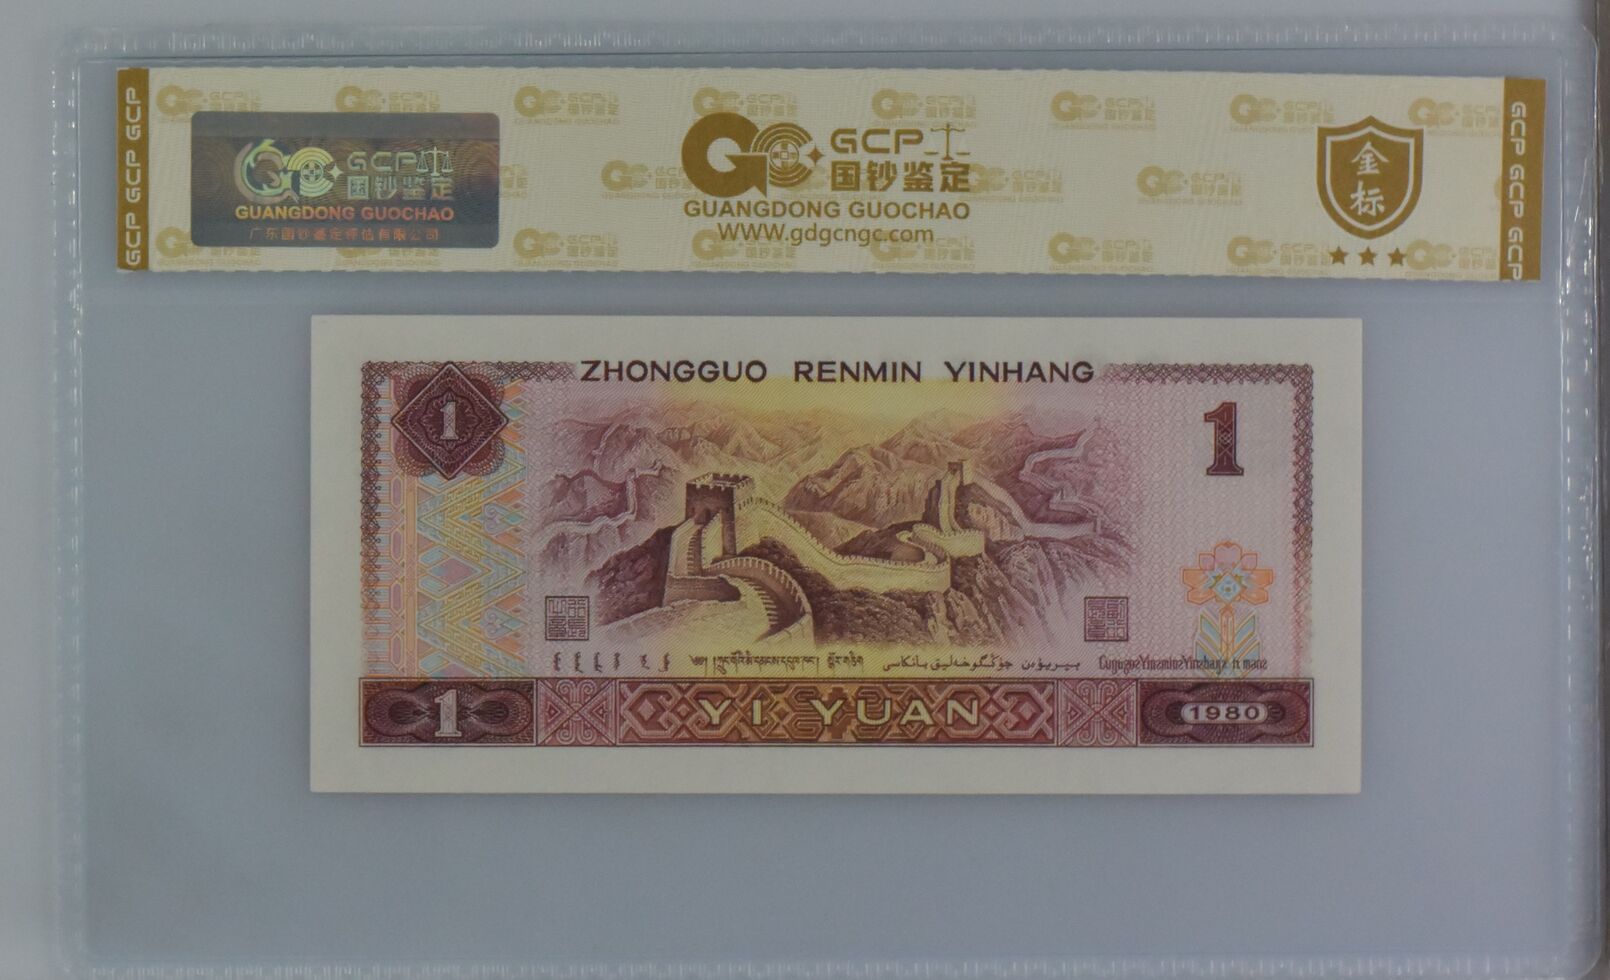 GCP GCP GCP
GCP
国钞鉴定
GUANGDONG GUOCHAO
广东国钞鉴定评估有限公司
GCP
国钞鉴定
GUANGDONG GUOCHAO
WWW.gdgcngc.com
金
标
GCP GCP GCP
ZHONGGUO RENMIN YINHANG
1
1
1
YI YUAN
1980